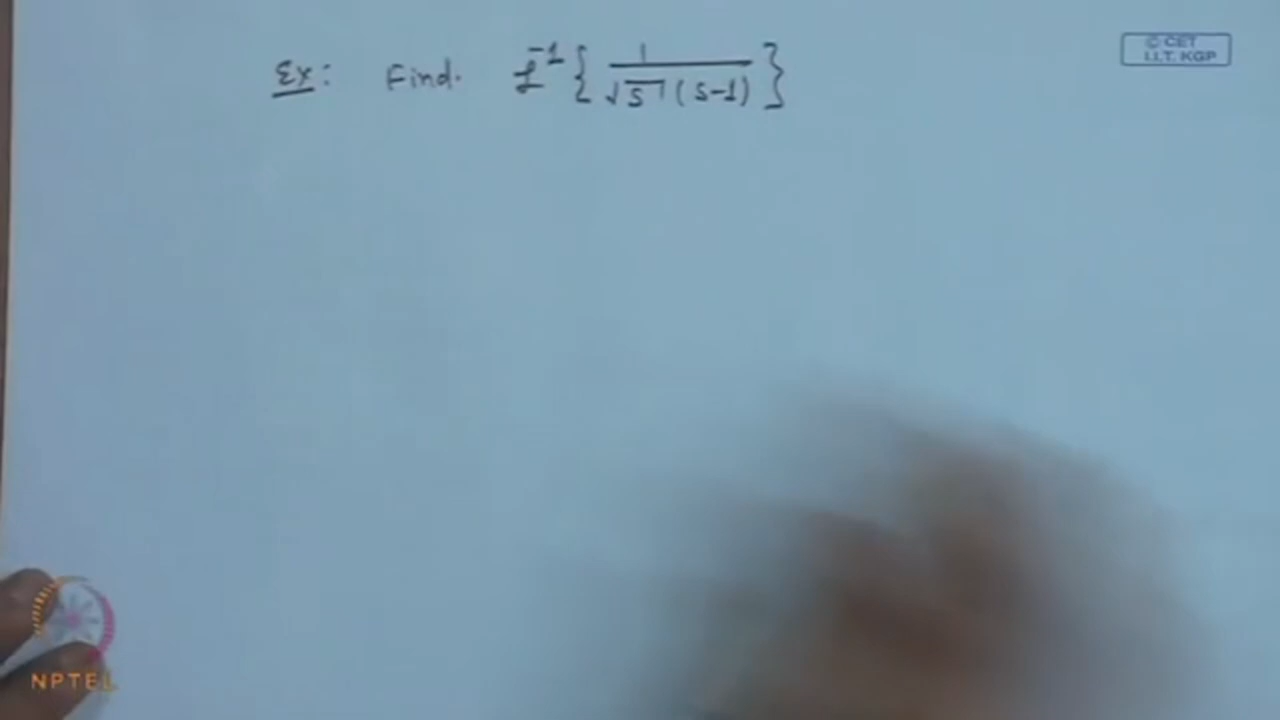 Ex: Find. £⁻¹{ 1 / √s (s-1) }
© CET
I.I.T. KGP
NPTEL